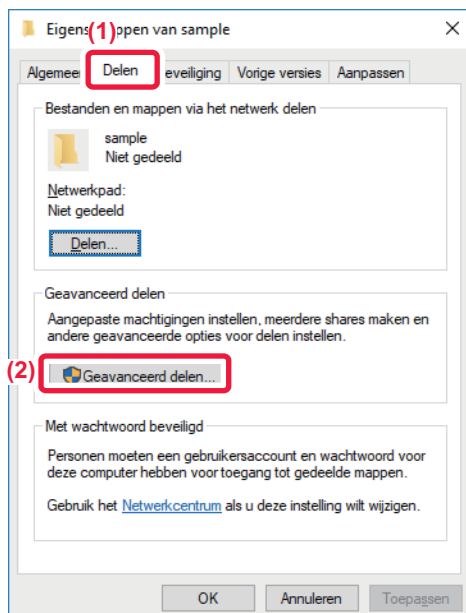 Eigens
(1)
ppen van sample
Algemee
Delen
eveiliging
Vorige versies
Aanpassen
Bestanden en mappen via het netwerk delen
sample
Niet gedeeld
Netwerkpad:
Niet gedeeld
Delen...
Geavanceerd delen
Aangepaste machtigingen instellen, meerdere shares maken en
andere geavanceerde opties voor delen instellen.
(2)
Geavanceerd delen...
Met wachtwoord beveiligd
Personen moeten een gebruikersaccount en wachtwoord voor
deze computer hebben voor toegang tot gedeelde mappen.
Gebruik het Netwerkcentrum als u deze instelling wilt wijzigen.
OK
Annuleren
Toepassen